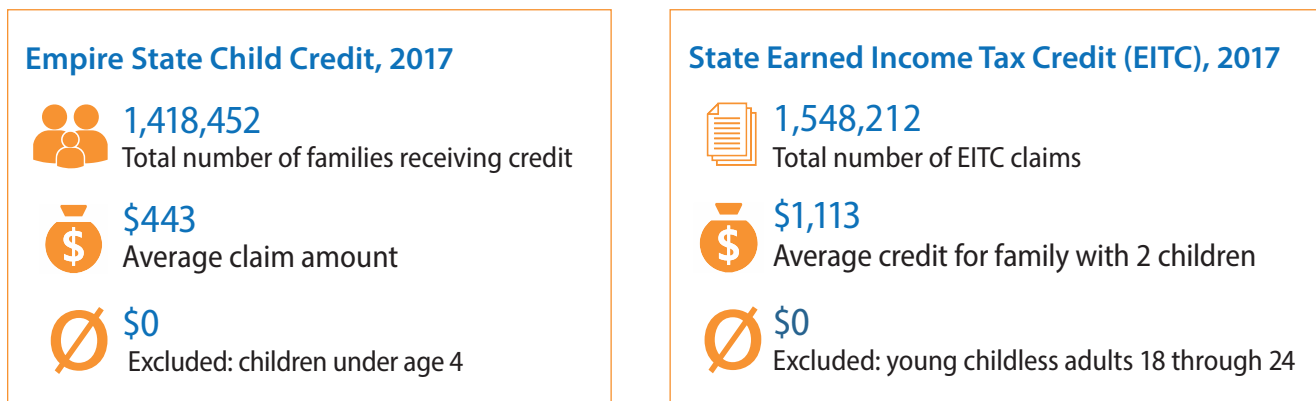 Empire State Child Credit, 2017
1,418,452
Total number of families receiving credit
$
$443
Average claim amount
Ø
$0
Excluded: children under age 4
State Earned Income Tax Credit (EITC), 2017
1,548,212
Total number of EITC claims
$
$1,113
Average credit for family with 2 children
Ø
$0
Excluded: young childless adults 18 through 24